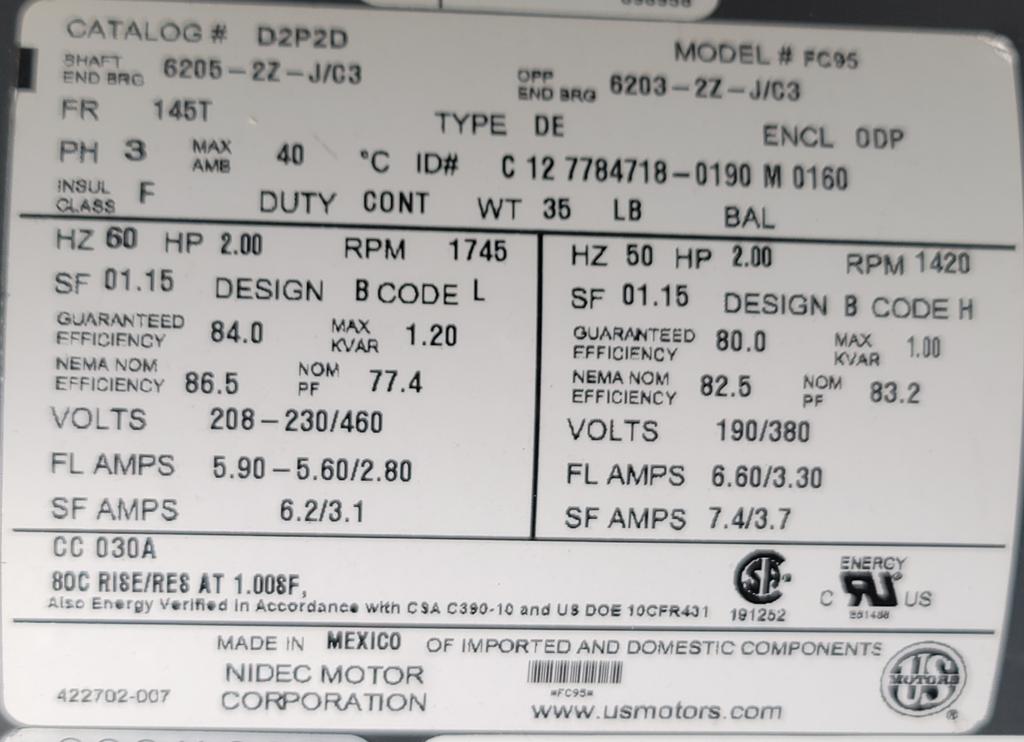 CATALOG # D2P2D MODEL # FC95
SHAFT END BRG 6205-2Z-J/C3 OPP END BRG 6203-2Z-J/C3
FR 145T TYPE DE ENCL ODP
PH 3 MAX AMB 40 °C ID# C 12 7784718-0190 M 0160
INSUL CLASS F DUTY CONT WT 35 LB BAL
HZ 60 HP 2.00 RPM 1745
SF 01.15 DESIGN B CODE L
GUARANTEED EFFICIENCY 84.0 MAX KVAR 1.20
NEMA NOM EFFICIENCY 86.5 NOM PF 77.4
VOLTS 208-230/460
FL AMPS 5.90-5.60/2.80
SF AMPS 6.2/3.1
HZ 50 HP 2.00 RPM 1420
SF 01.15 DESIGN B CODE H
GUARANTEED EFFICIENCY 80.0 MAX KVAR 1.00
NEMA NOM EFFICIENCY 82.5 NOM PF 83.2
VOLTS 190/380
FL AMPS 6.60/3.30
SF AMPS 7.4/3.7
CC 030A
80C RISE/RES AT 1.00SF,
Also Energy Verified in Accordance with CSA C390-10 and US DOE 10CFR431
SA
191252
ENERGY
C RU US
MADE IN MEXICO OF IMPORTED AND DOMESTIC COMPONENTS
NIDEC MOTOR
CORPORATION
422702-007
*FC95*
www.usmotors.com
US MOTORS ®